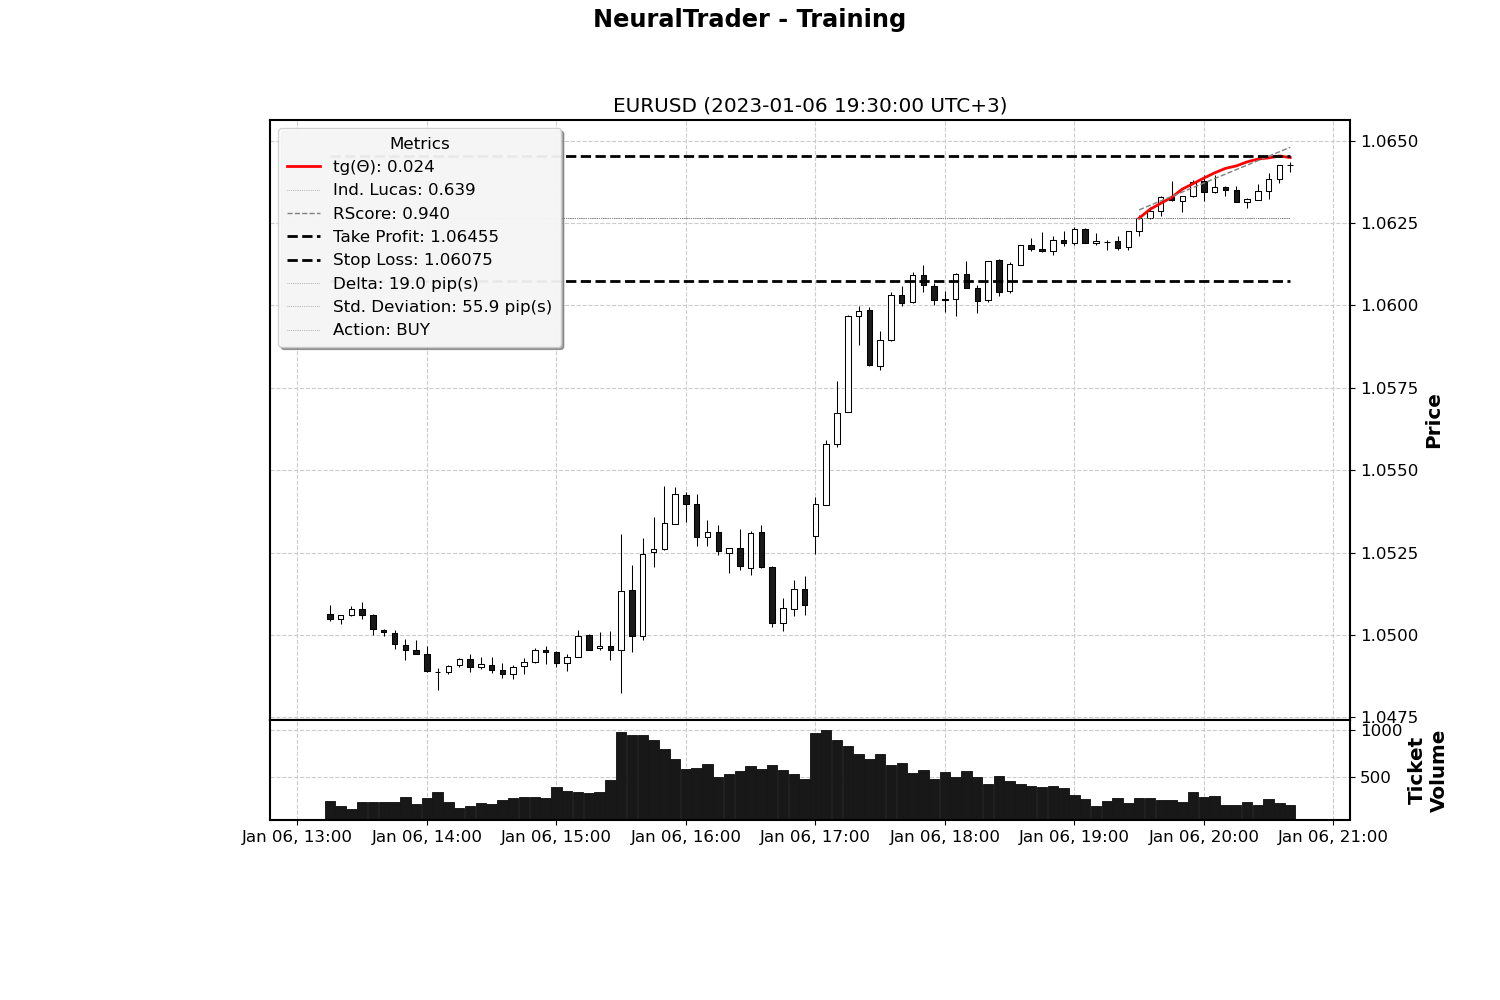 NeuralTrader - Training
EURUSD (2023-01-06 19:30:00 UTC+3)
Metrics
tg(Θ): 0.024
Ind. Lucas: 0.639
RScore: 0.940
Take Profit: 1.06455
Stop Loss: 1.06075
Delta: 19.0 pip(s)
Std. Deviation: 55.9 pip(s)
Action: BUY
1.0650
1.0625
1.0600
1.0575
1.0550
1.0525
1.0500
1.0475
Price
1000
500
Ticket
Volume
Jan 06, 13:00
Jan 06, 14:00
Jan 06, 15:00
Jan 06, 16:00
Jan 06, 17:00
Jan 06, 18:00
Jan 06, 19:00
Jan 06, 20:00
Jan 06, 21:00